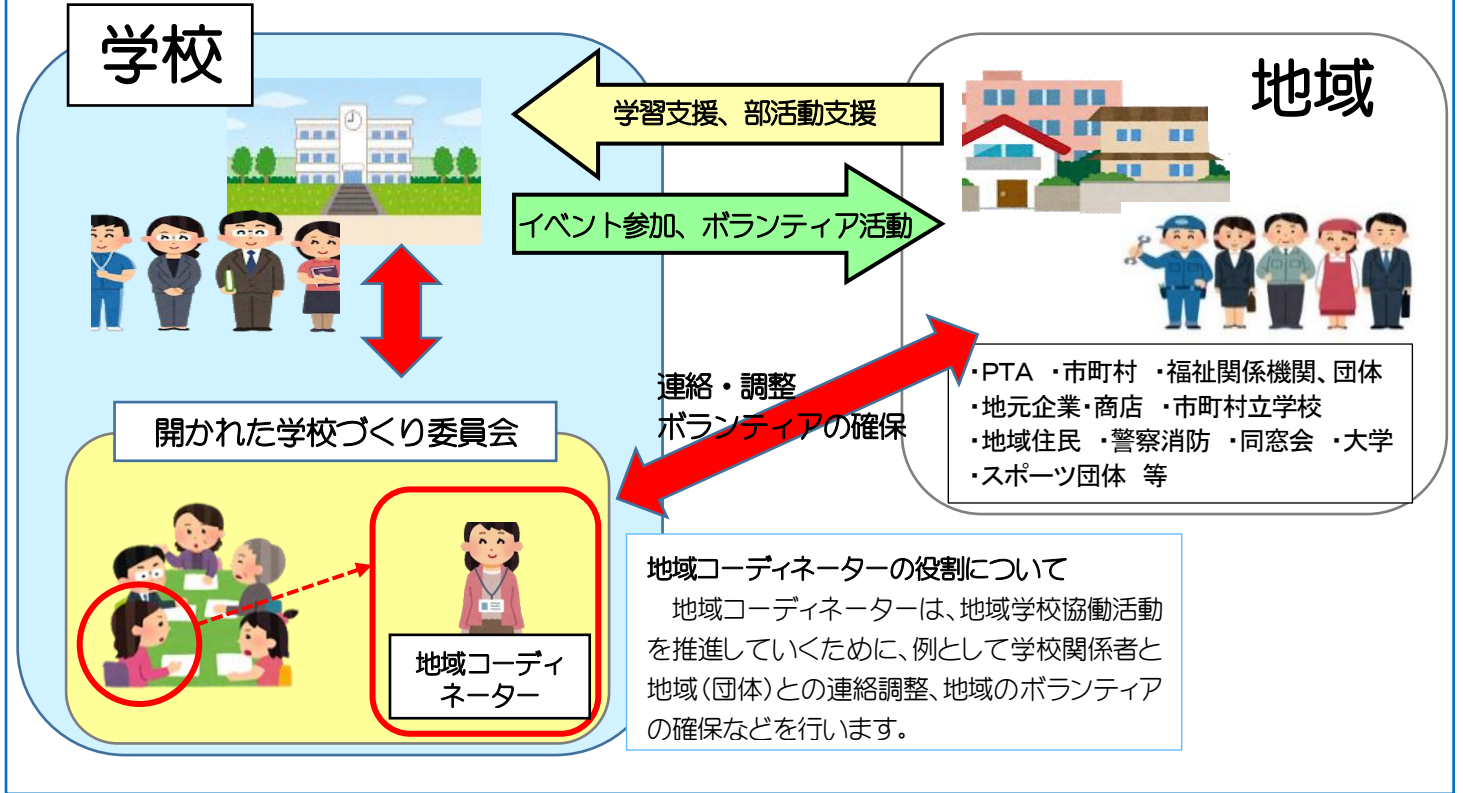 学校
地域
学習支援、部活動支援
イベント参加、ボランティア活動
連絡・調整
ボランティアの確保
・PTA ・市町村 ・福祉関係機関、団体
・地元企業・商店 ・市町村立学校
・地域住民 ・警察消防 ・同窓会 ・大学
・スポーツ団体 等
開かれた学校づくり委員会
地域コーディ
ネーター
地域コーディネーターの役割について
　地域コーディネーターは、地域学校協働活動
を推進していくために、例として学校関係者と
地域(団体)との連絡調整、地域のボランティア
の確保などを行います。